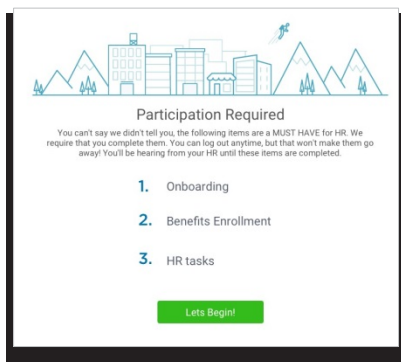 Participation Required
You can't say we didn't tell you, the following items are a MUST HAVE for HR. We
require that you complete them. You can log out anytime, but that won't make them go
away! You'll be hearing from your HR until these items are completed.
1. Onboarding
2. Benefits Enrollment
3. HR tasks
Lets Begin!